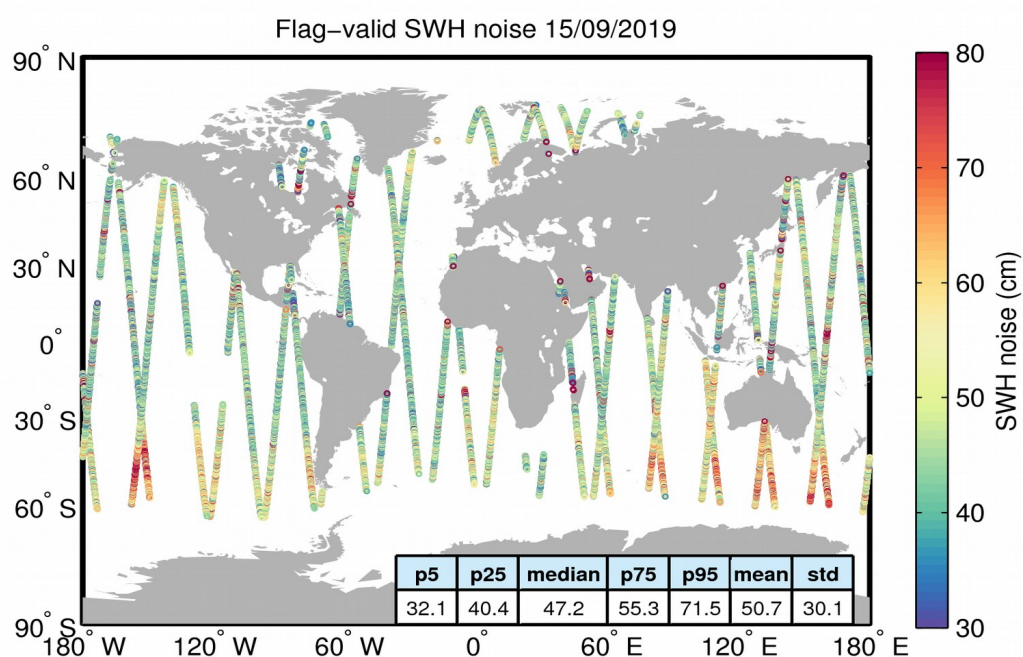 Flag−valid SWH noise 15/09/2019
90° N
60° N
30° N
0°
30° S
60° S
90° S
180° W
120° W
60° W
0°
60° E
120° E
180° E
80
70
60
50
40
30
SWH noise (cm)
p5 p25 median p75 p95 mean std
32.1 40.4 47.2 55.3 71.5 50.7 30.1